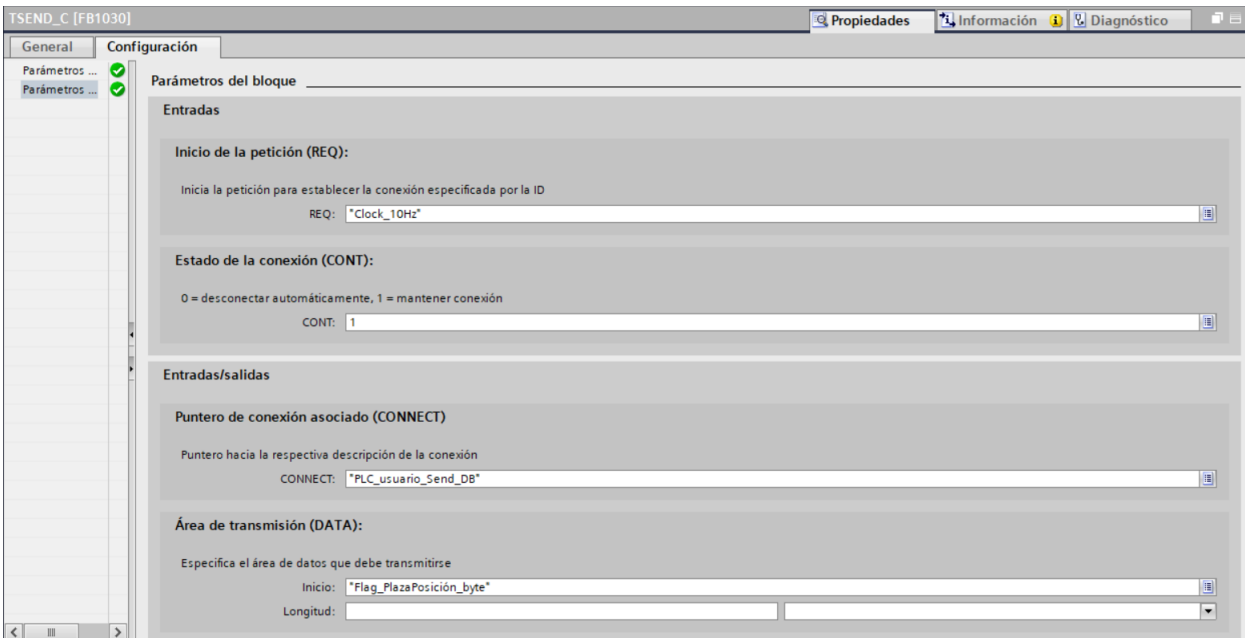 TSEND_C [FB1030]
Propiedades
Información
Diagnóstico
General
Configuración
Parámetros ...
Parámetros ...
Parámetros del bloque
Entradas
Inicio de la petición (REQ):
Inicia la petición para establecer la conexión especificada por la ID
REQ: "Clock_10Hz"
Estado de la conexión (CONT):
0 = desconectar automáticamente, 1 = mantener conexión
CONT: 1
Entradas/salidas
Puntero de conexión asociado (CONNECT)
Puntero hacia la respectiva descripción de la conexión
CONNECT: "PLC_usuario_Send_DB"
Área de transmisión (DATA):
Especifica el área de datos que debe transmitirse
Inicio: "Flag_PlazaPosición_byte"
Longitud: